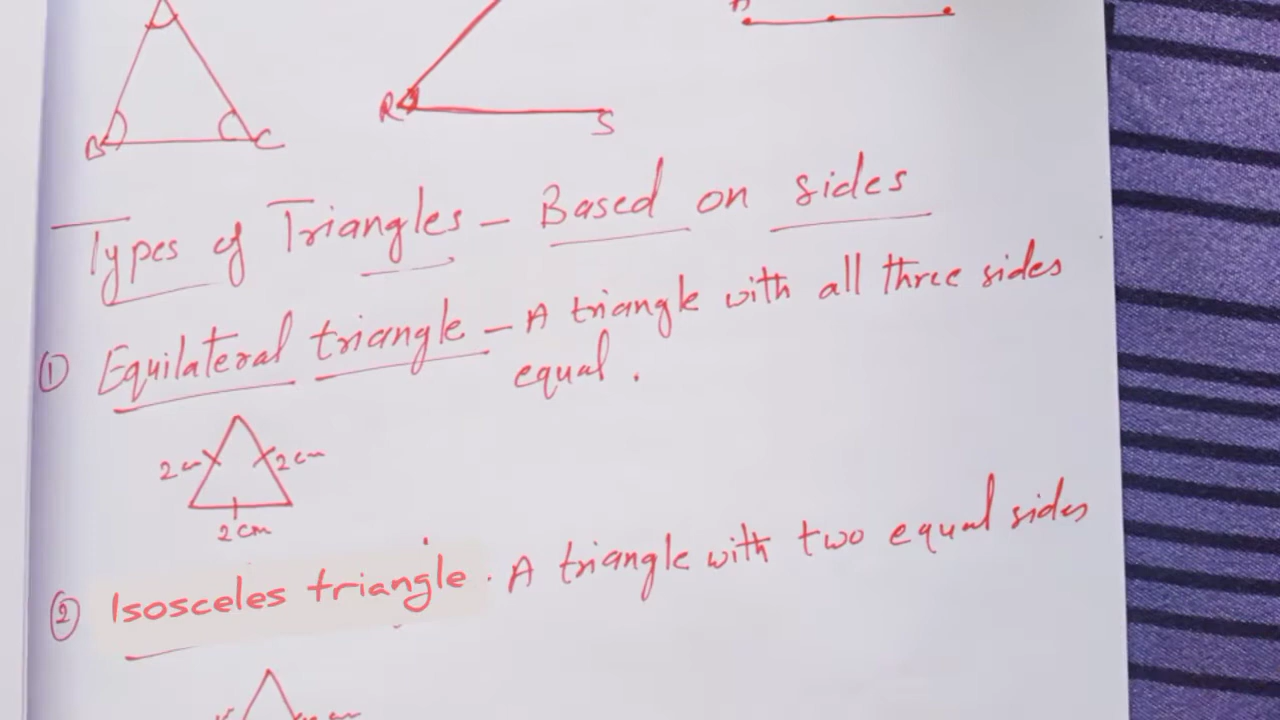 A
R
S
B C
Types of Triangles - Based on sides
① Equilateral triangle - A triangle with all three sides
equal.
2cm 2cm
2cm
② Isosceles triangle. A triangle with two equal sides